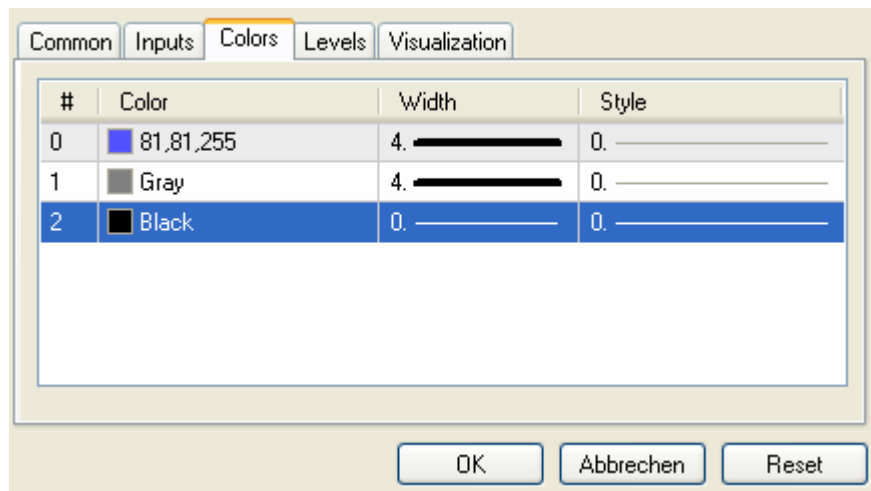 Common Inputs Colors Levels Visualization
# Color Width Style
0 81,81,255 4. 0.
1 Gray 4. 0.
2 Black 0. 0.
OK Abbrechen Reset